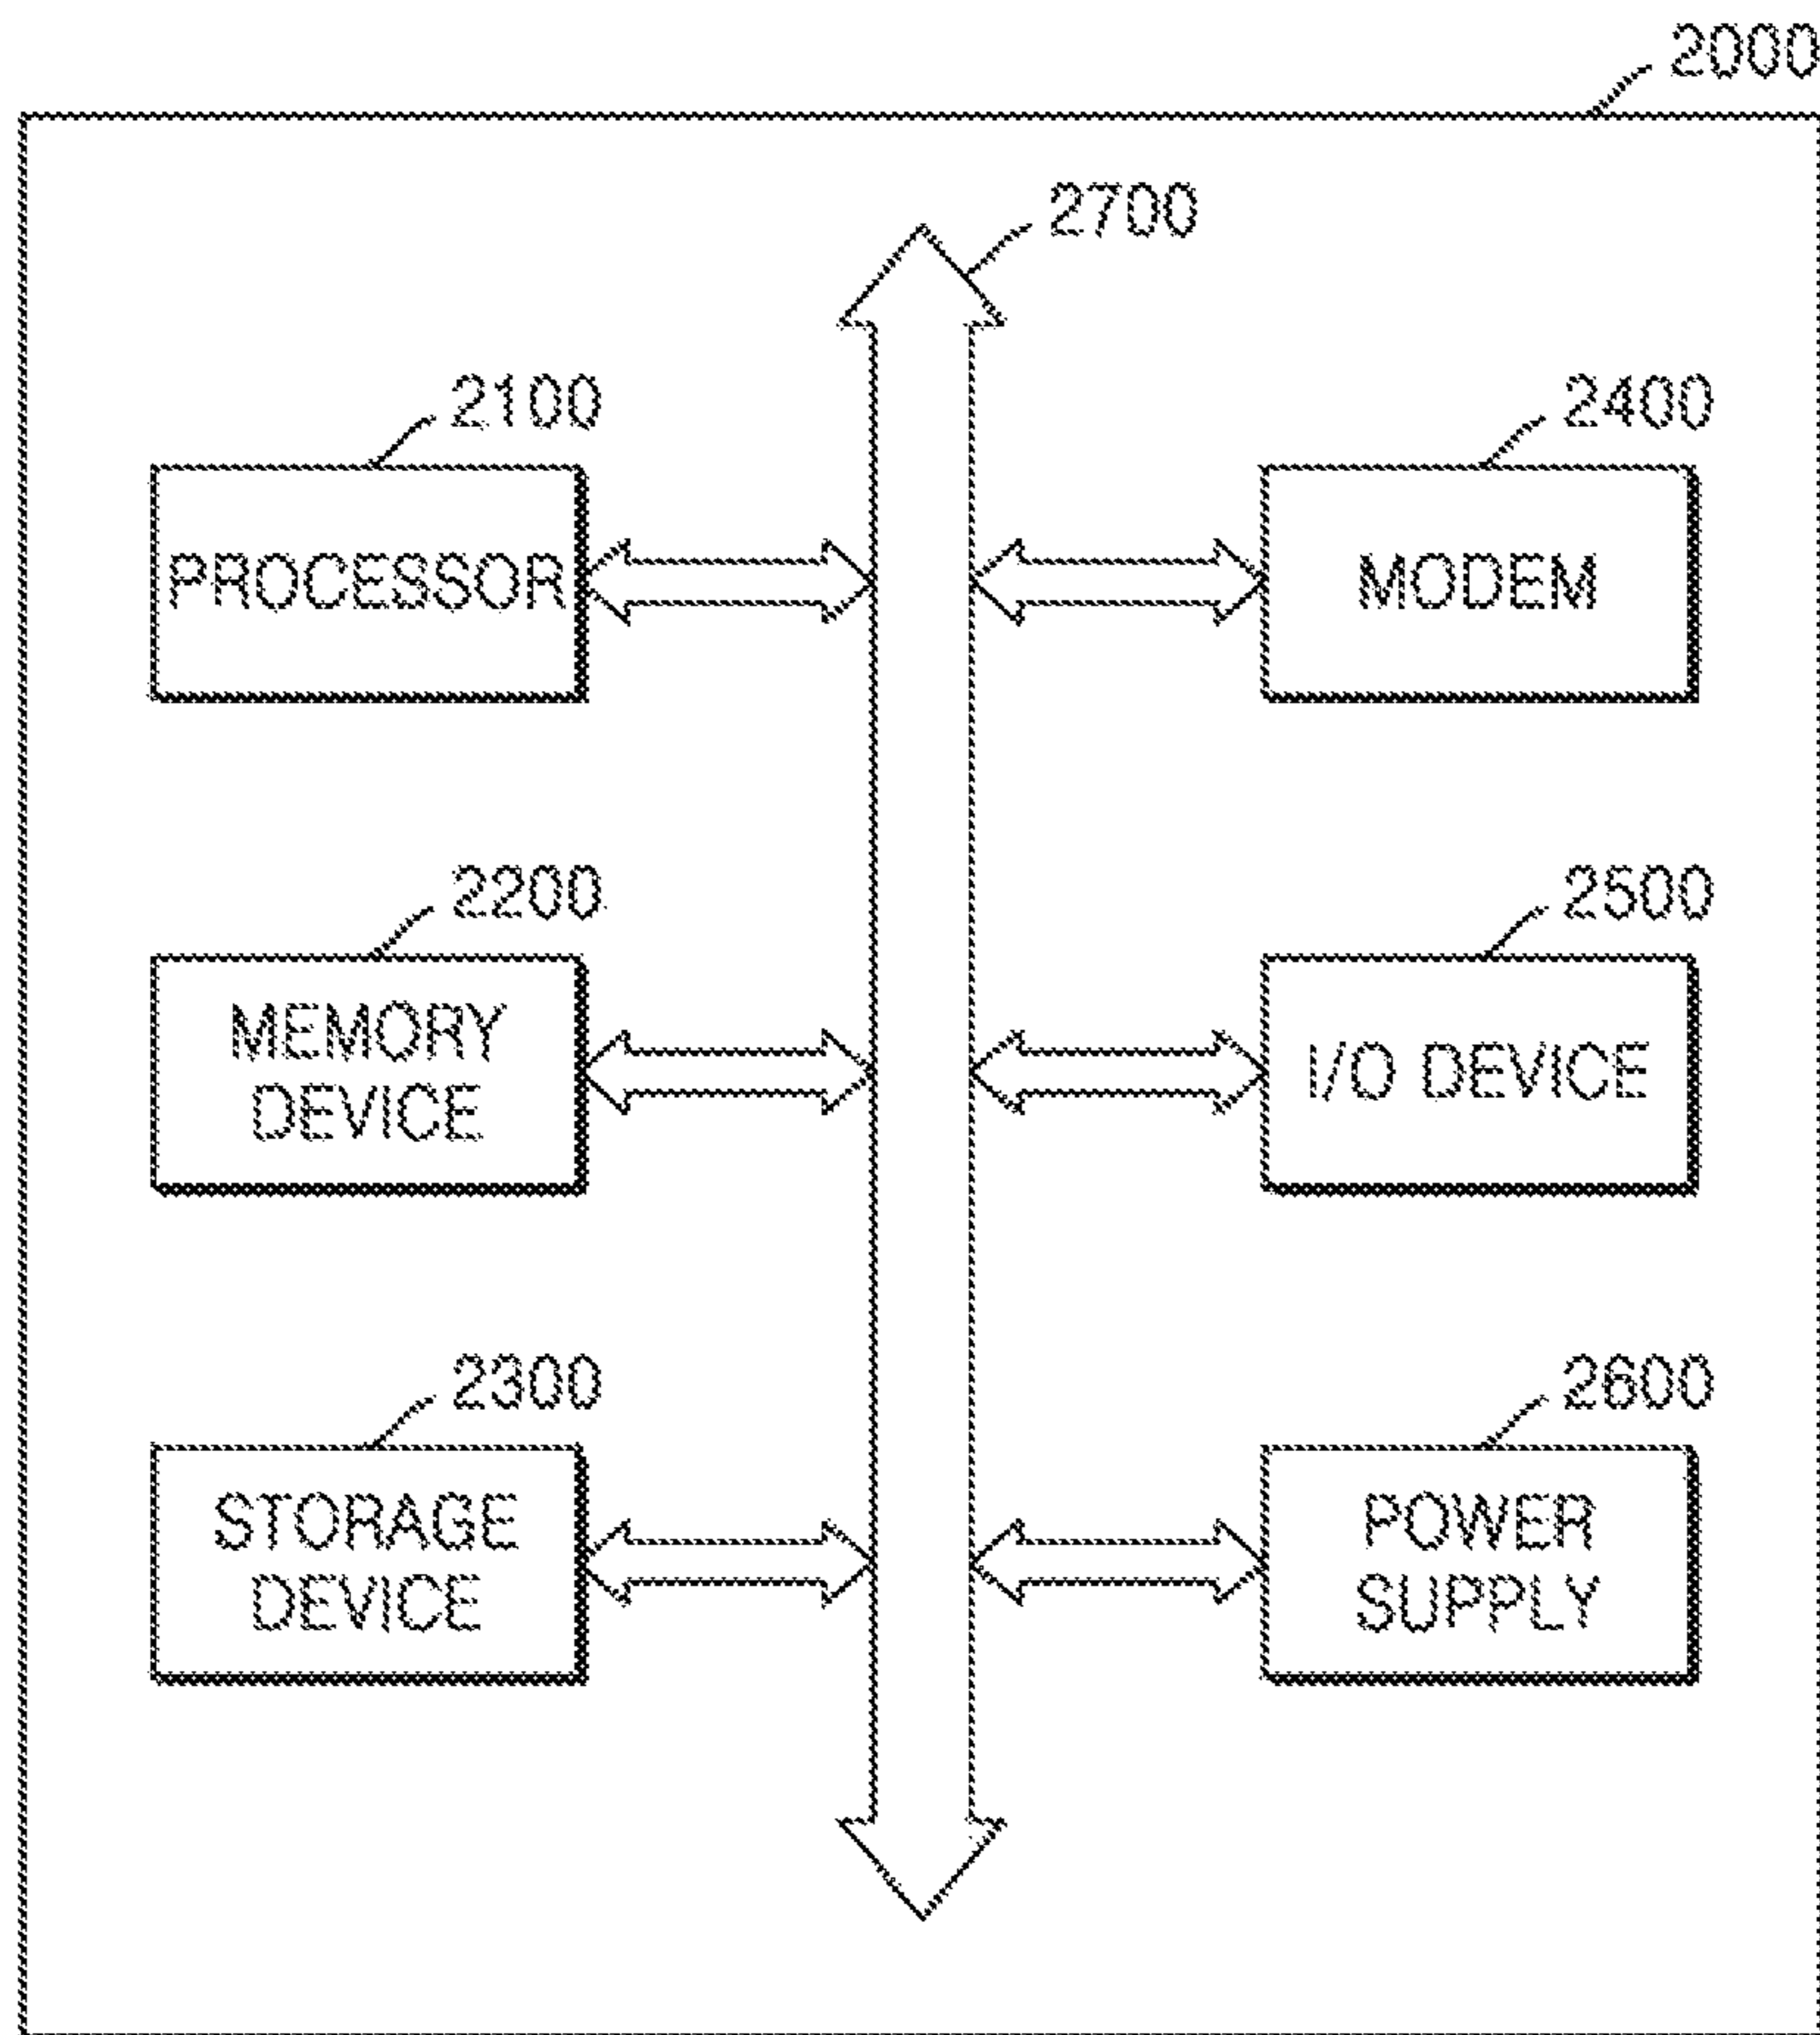 2000
2700
2100
PROCESSOR
2400
MODEM
2200
MEMORY
DEVICE
2500
I/O DEVICE
2300
STORAGE
DEVICE
2600
POWER
SUPPLY